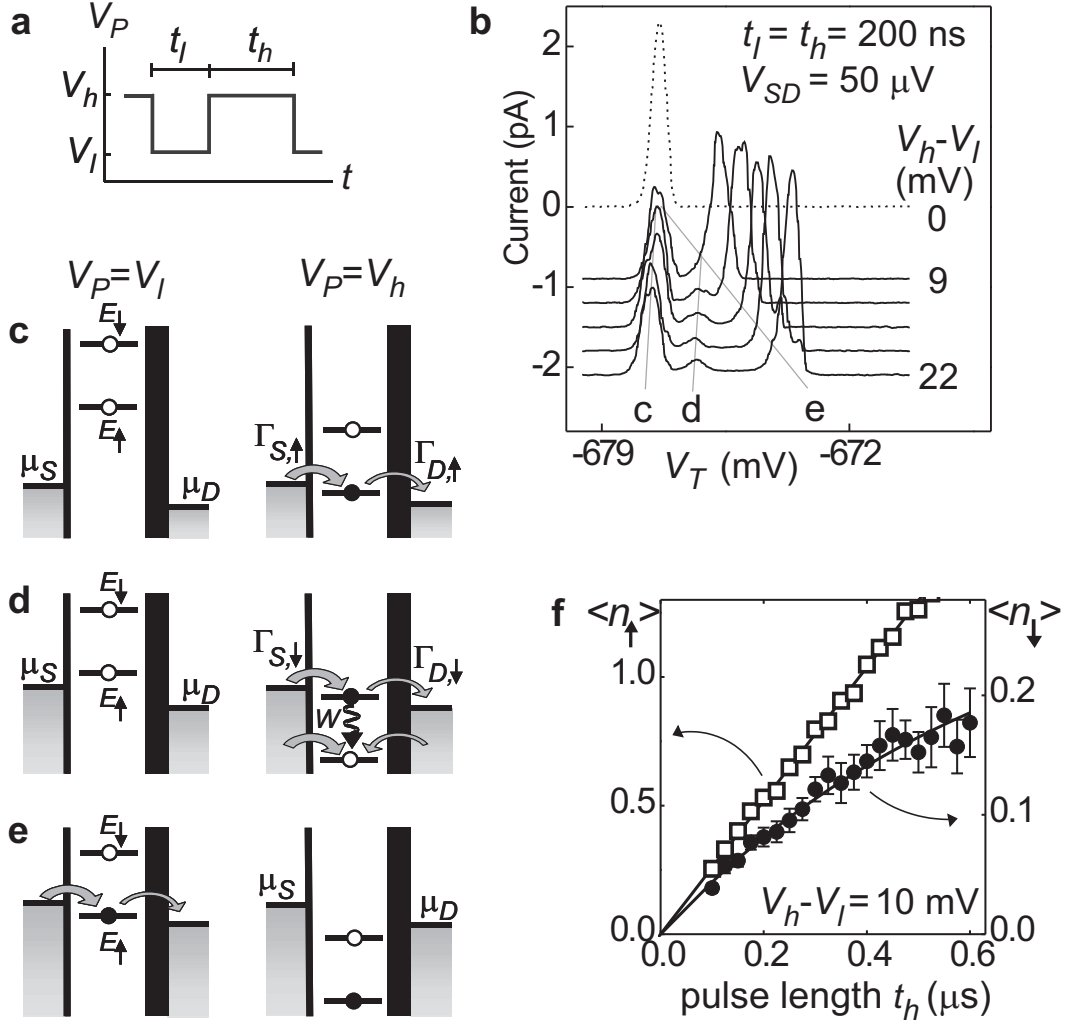 a
V_P
t_l t_h
V_h
V_l
t
b
t_l = t_h = 200 ns
V_SD = 50 μV
V_h-V_l
(mV)
0
9
22
Current (pA)
2
1
0
-1
-2
c d e
-679 V_T (mV) -672
V_P=V_l V_P=V_h
c
E↓
E↑
μ_S
μ_D
Γ_S,↑
Γ_D,↑
d
E↓
E↑
μ_S
μ_D
Γ_S,↓
Γ_D,↓
w
e
E↓
E↑
μ_S
μ_D
f
<n↑>
<n↓>
1.0
0.5
0.0
0.2
0.1
0.0
V_h-V_l = 10 mV
0.0 0.2 0.4 0.6
pulse length t_h (μs)